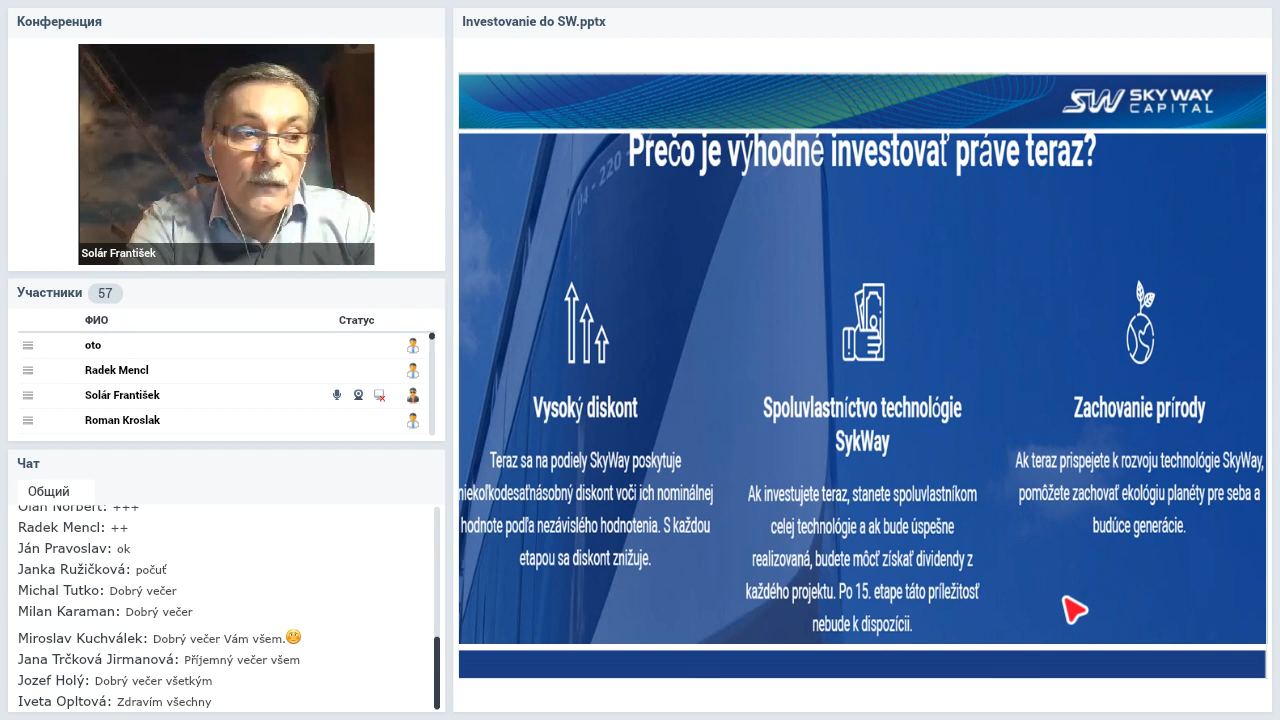 Конференция
Solár František
Участники 57
ФИО Статус
oto
Radek Mencl
Solár František
Roman Kroslak
Чат
Общий
Olah Norbert: +++
Radek Mencl: ++
Ján Pravoslav: ok
Janka Ružičková: počuť
Michal Tutko: Dobrý večer
Milan Karaman: Dobrý večer
Miroslav Kuchválek: Dobrý večer Vám všem.
Jana Trčková Jirmanová: Příjemný večer všem
Jozef Holý: Dobrý večer všetkým
Iveta Opltová: Zdravím všechny
Investovanie do SW.pptx
SW SKY WAY
CAPITAL
04 - 220
Prečo je výhodné investovať práve teraz?
Vysoký diskont
Teraz sa na podiely SkyWay poskytuje
niekoľkodesaťnásobný diskont voči ich nominálnej
hodnote podľa nezávislého hodnotenia. S každou
etapou sa diskont znižuje.
Spoluvlastníctvo technológie
SykWay
Ak investujete teraz, stanete spoluvlastníkom
celej technológie a ak bude úspešne
realizovaná, budete môcť získať dividendy z
každého projektu. Po 15. etape táto príležitosť
nebude k dispozícii.
Zachovanie prírody
Ak teraz prispejete k rozvoju technológie SkyWay,
pomôžete zachovať ekológiu planéty pre seba a
budúce generácie.